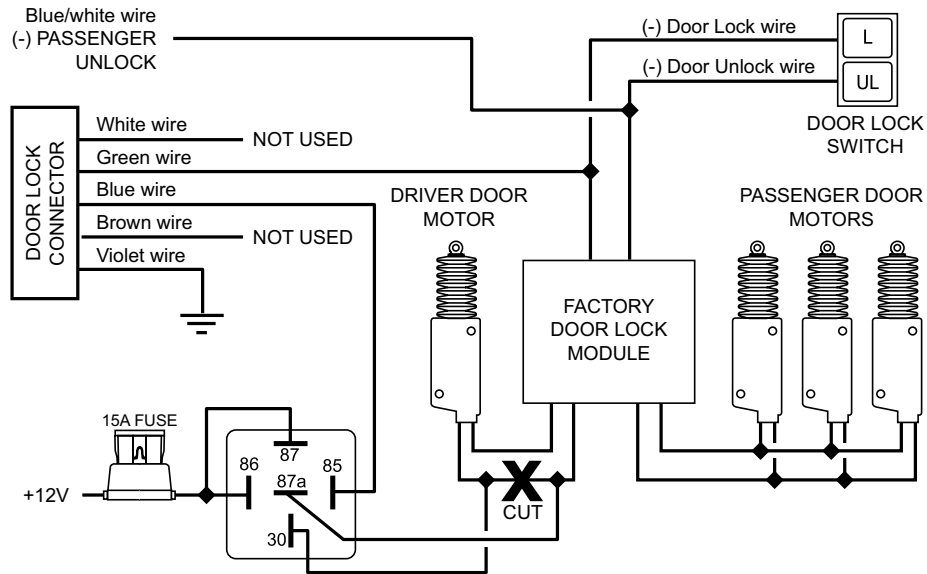 Blue/white wire
(-) PASSENGER
UNLOCK
(-) Door Lock wire
L
(-) Door Unlock wire
UL
DOOR LOCK
SWITCH
DOOR LOCK
CONNECTOR
White wire
NOT USED
Green wire
Blue wire
Brown wire
NOT USED
Violet wire
DRIVER DOOR
MOTOR
PASSENGER DOOR
MOTORS
FACTORY
DOOR LOCK
MODULE
15A FUSE
+12V
87
86
87a
85
30
X
CUT